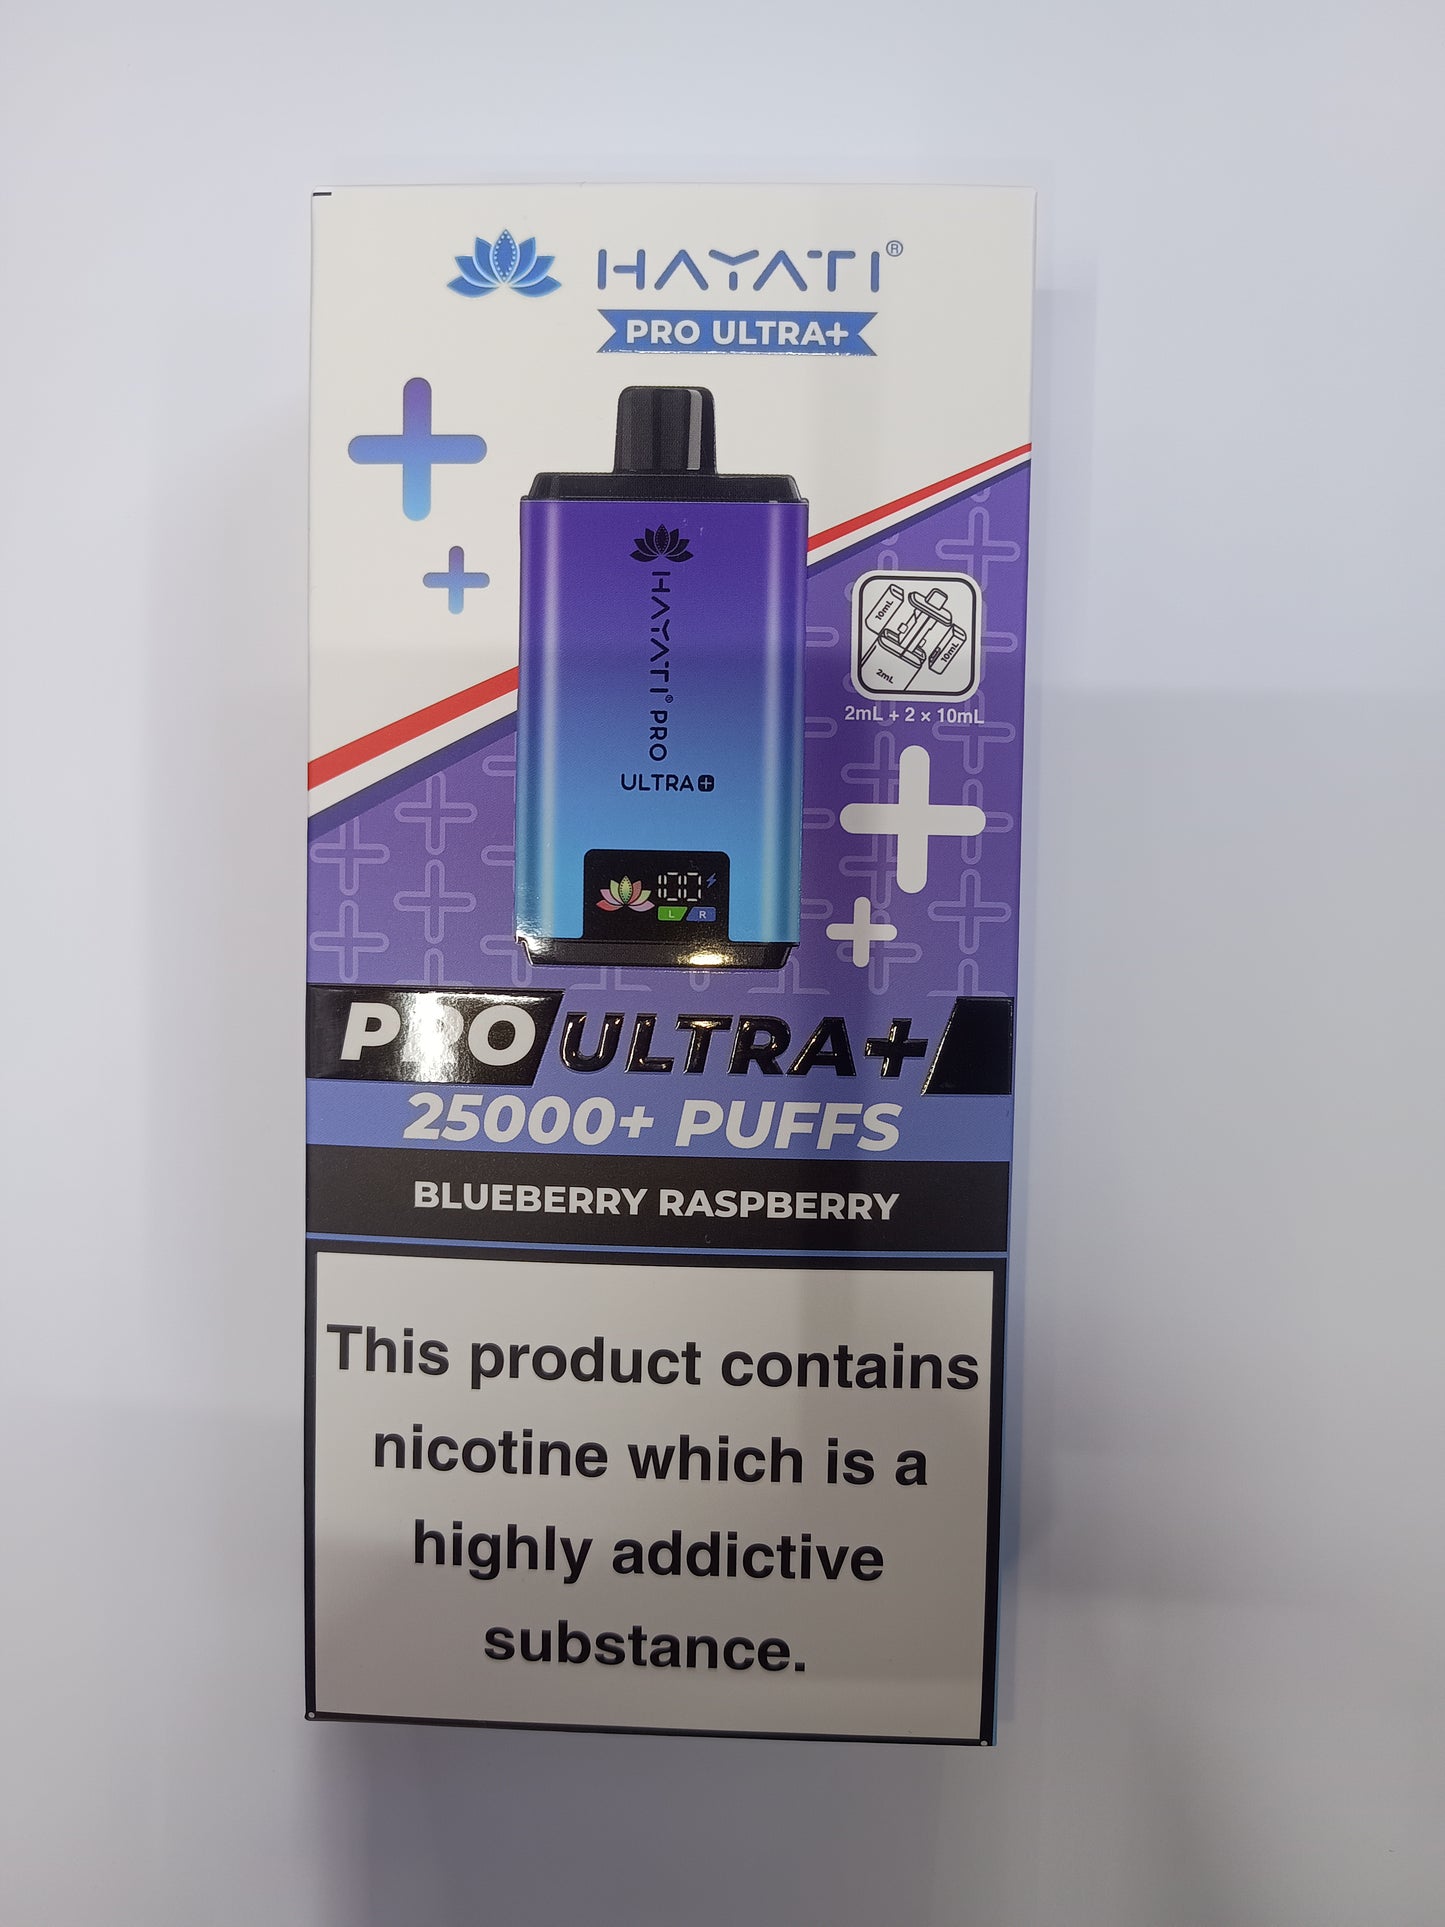 HAYATI®
PRO ULTRA+
HAYATI® PRO
ULTRA+
10mL
10mL
2mL
2mL + 2 × 10mL
100
L R
PRO ULTRA+
25000+ PUFFS
BLUEBERRY RASPBERRY
This product contains
nicotine which is a
highly addictive
substance.